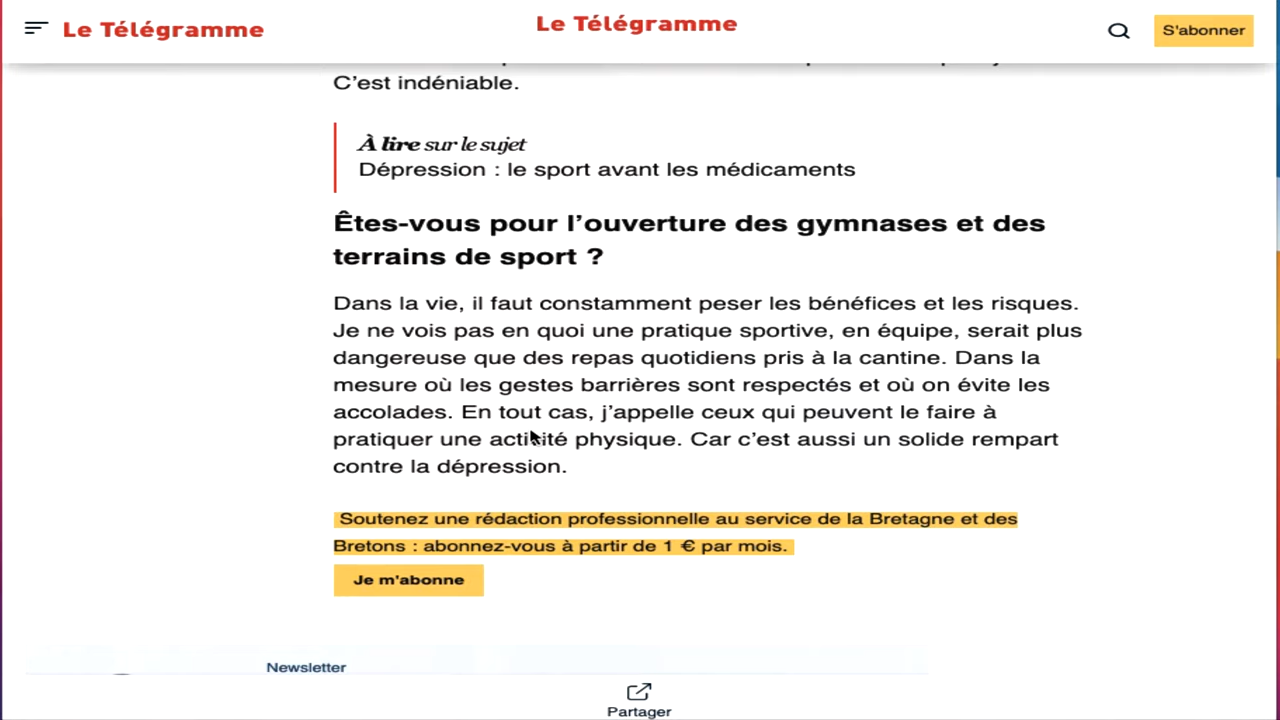 Le Télégramme
Le Télégramme
S'abonner
C’est indéniable.
À lire sur le sujet
Dépression : le sport avant les médicaments
Êtes-vous pour l’ouverture des gymnases et des
terrains de sport ?
Dans la vie, il faut constamment peser les bénéfices et les risques.
Je ne vois pas en quoi une pratique sportive, en équipe, serait plus
dangereuse que des repas quotidiens pris à la cantine. Dans la
mesure où les gestes barrières sont respectés et où on évite les
accolades. En tout cas, j’appelle ceux qui peuvent le faire à
pratiquer une activité physique. Car c’est aussi un solide rempart
contre la dépression.
Soutenez une rédaction professionnelle au service de la Bretagne et des
Bretons : abonnez-vous à partir de 1 € par mois.
Je m'abonne
Newsletter
Partager